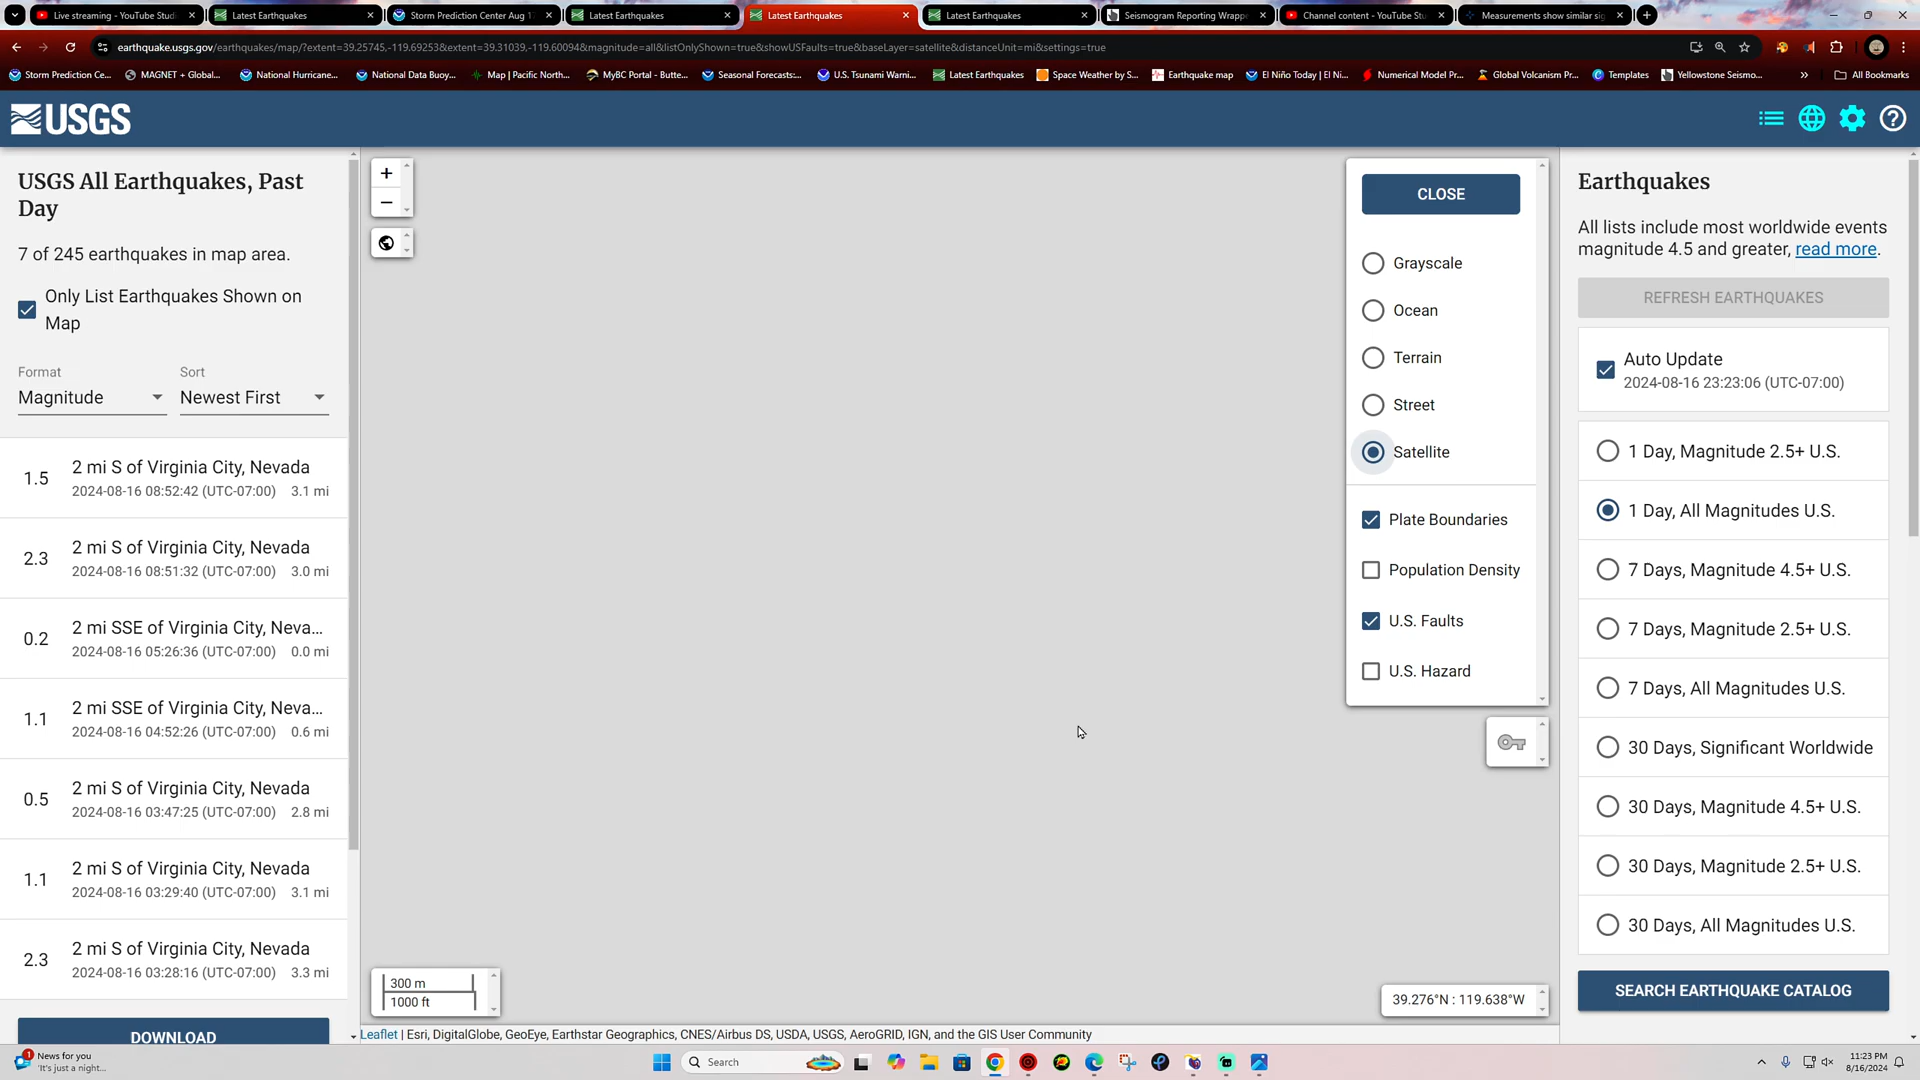 Live streaming - YouTube Studi
Latest Earthquakes
Storm Prediction Center Aug 1
Latest Earthquakes
Latest Earthquakes
Latest Earthquakes
Seismogram Reporting Wrappe
Channel content - YouTube Stu
Measurements show similar sig
earthquake.usgs.gov/earthquakes/map/?extent=39.25745,-119.69253&extent=39.31039,-119.60094&magnitude=all&listOnlyShown=true&showUSFaults=true&baseLayer=satellite&distanceUnit=mi&settings=true
Storm Prediction Ce...
MAGNET + Global...
National Hurricane...
National Data Buoy...
Map | Pacific North...
MyBC Portal - Butte...
Seasonal Forecasts:...
U.S. Tsunami Warni...
Latest Earthquakes
Space Weather by S...
Earthquake map
El Niño Today | El Ni...
Numerical Model Pr...
Global Volcanism Pr...
Templates
Yellowstone Seismo...
»
All Bookmarks
USGS
USGS All Earthquakes, Past
Day
7 of 245 earthquakes in map area.
Only List Earthquakes Shown on
Map
Format
Sort
Magnitude
Newest First
1.5
2 mi S of Virginia City, Nevada
2024-08-16 08:52:42 (UTC-07:00) 3.1 mi
2.3
2 mi S of Virginia City, Nevada
2024-08-16 08:51:32 (UTC-07:00) 3.0 mi
0.2
2 mi SSE of Virginia City, Neva...
2024-08-16 05:26:36 (UTC-07:00) 0.0 mi
1.1
2 mi SSE of Virginia City, Neva...
2024-08-16 04:52:26 (UTC-07:00) 0.6 mi
0.5
2 mi S of Virginia City, Nevada
2024-08-16 03:47:25 (UTC-07:00) 2.8 mi
1.1
2 mi S of Virginia City, Nevada
2024-08-16 03:29:40 (UTC-07:00) 3.1 mi
2.3
2 mi S of Virginia City, Nevada
2024-08-16 03:28:16 (UTC-07:00) 3.3 mi
DOWNLOAD
+
−
300 m
1000 ft
Leaflet | Esri, DigitalGlobe, GeoEye, Earthstar Geographics, CNES/Airbus DS, USDA, USGS, AeroGRID, IGN, and the GIS User Community
CLOSE
Grayscale
Ocean
Terrain
Street
Satellite
Plate Boundaries
Population Density
U.S. Faults
U.S. Hazard
39.276°N : 119.638°W
Earthquakes
All lists include most worldwide events
magnitude 4.5 and greater, read more.
REFRESH EARTHQUAKES
Auto Update
2024-08-16 23:23:06 (UTC-07:00)
1 Day, Magnitude 2.5+ U.S.
1 Day, All Magnitudes U.S.
7 Days, Magnitude 4.5+ U.S.
7 Days, Magnitude 2.5+ U.S.
7 Days, All Magnitudes U.S.
30 Days, Significant Worldwide
30 Days, Magnitude 4.5+ U.S.
30 Days, Magnitude 2.5+ U.S.
30 Days, All Magnitudes U.S.
SEARCH EARTHQUAKE CATALOG
1
News for you
"It's just a night...
Search
11:23 PM
8/16/2024